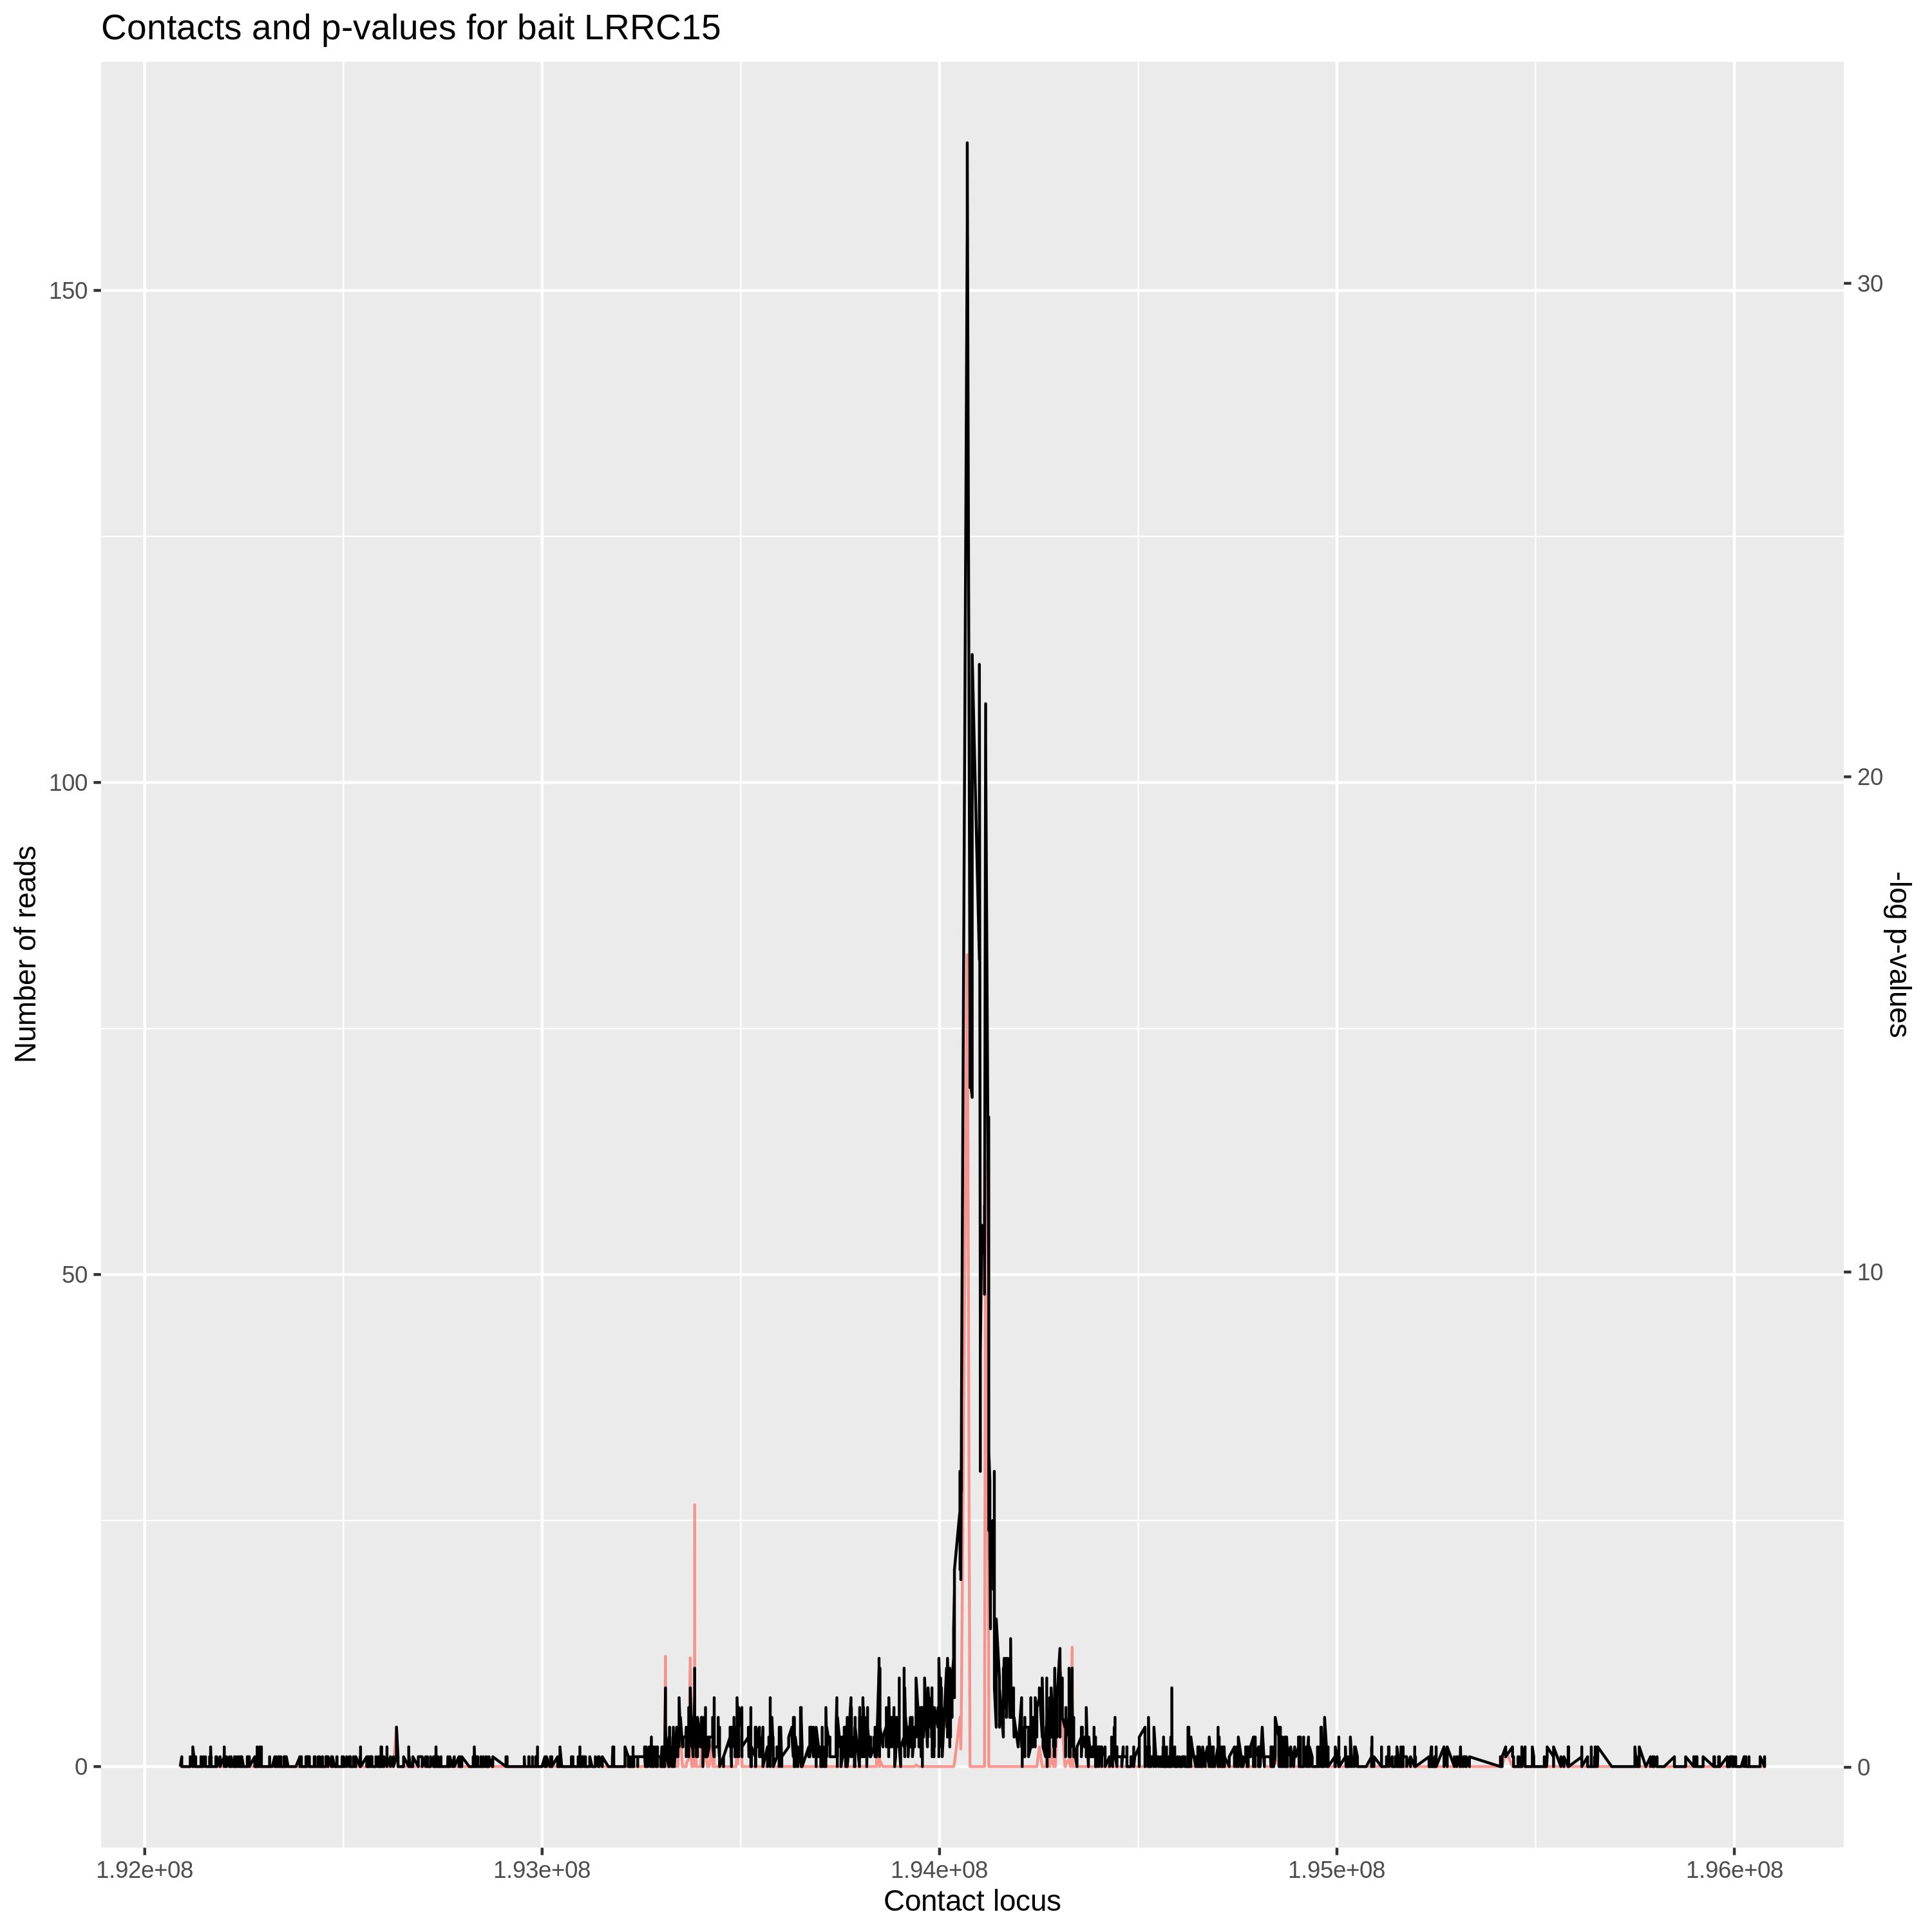 Contacts and p-values for bait LRRC15
150
100
50
0
30
20
10
0
Number of reads
-log p-values
1.92e+08 1.93e+08 1.94e+08 1.95e+08 1.96e+08
Contact locus